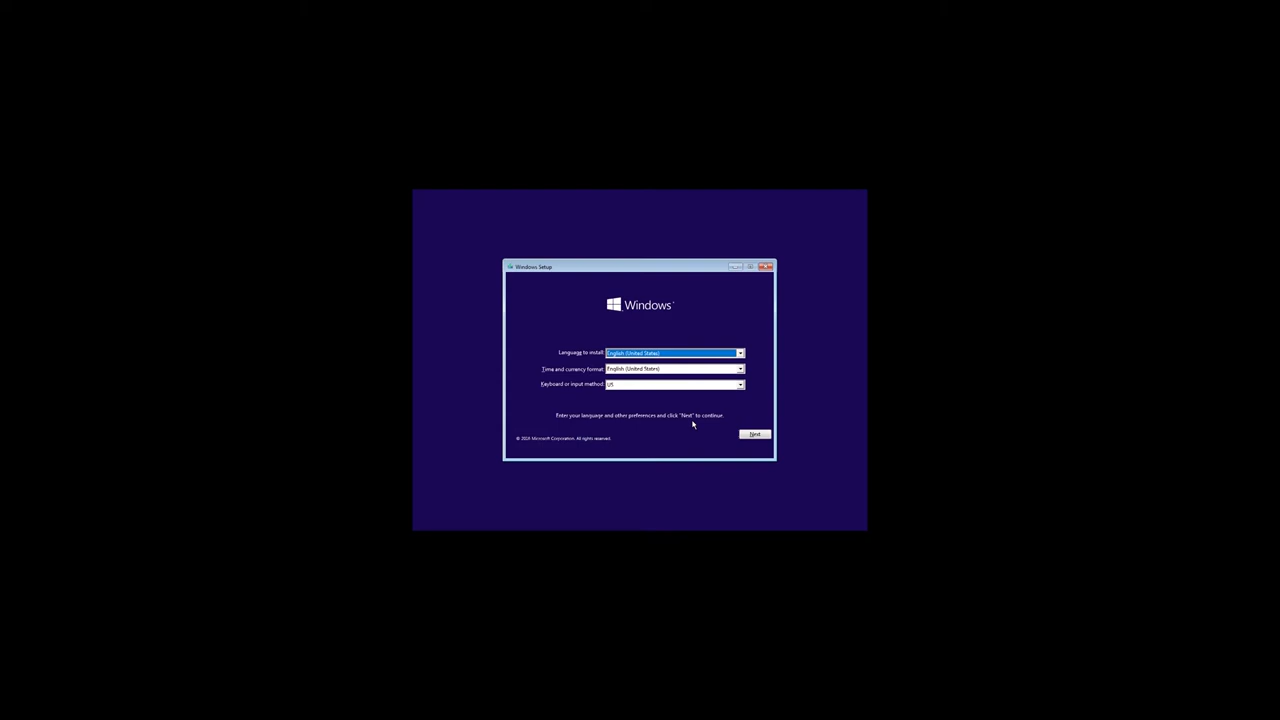 Windows Setup
Windows
Language to install: English (United States)
Time and currency format: English (United States)
Keyboard or input method: US
Enter your language and other preferences and click "Next" to continue.
Next
Microsoft Corporation. All rights reserved.